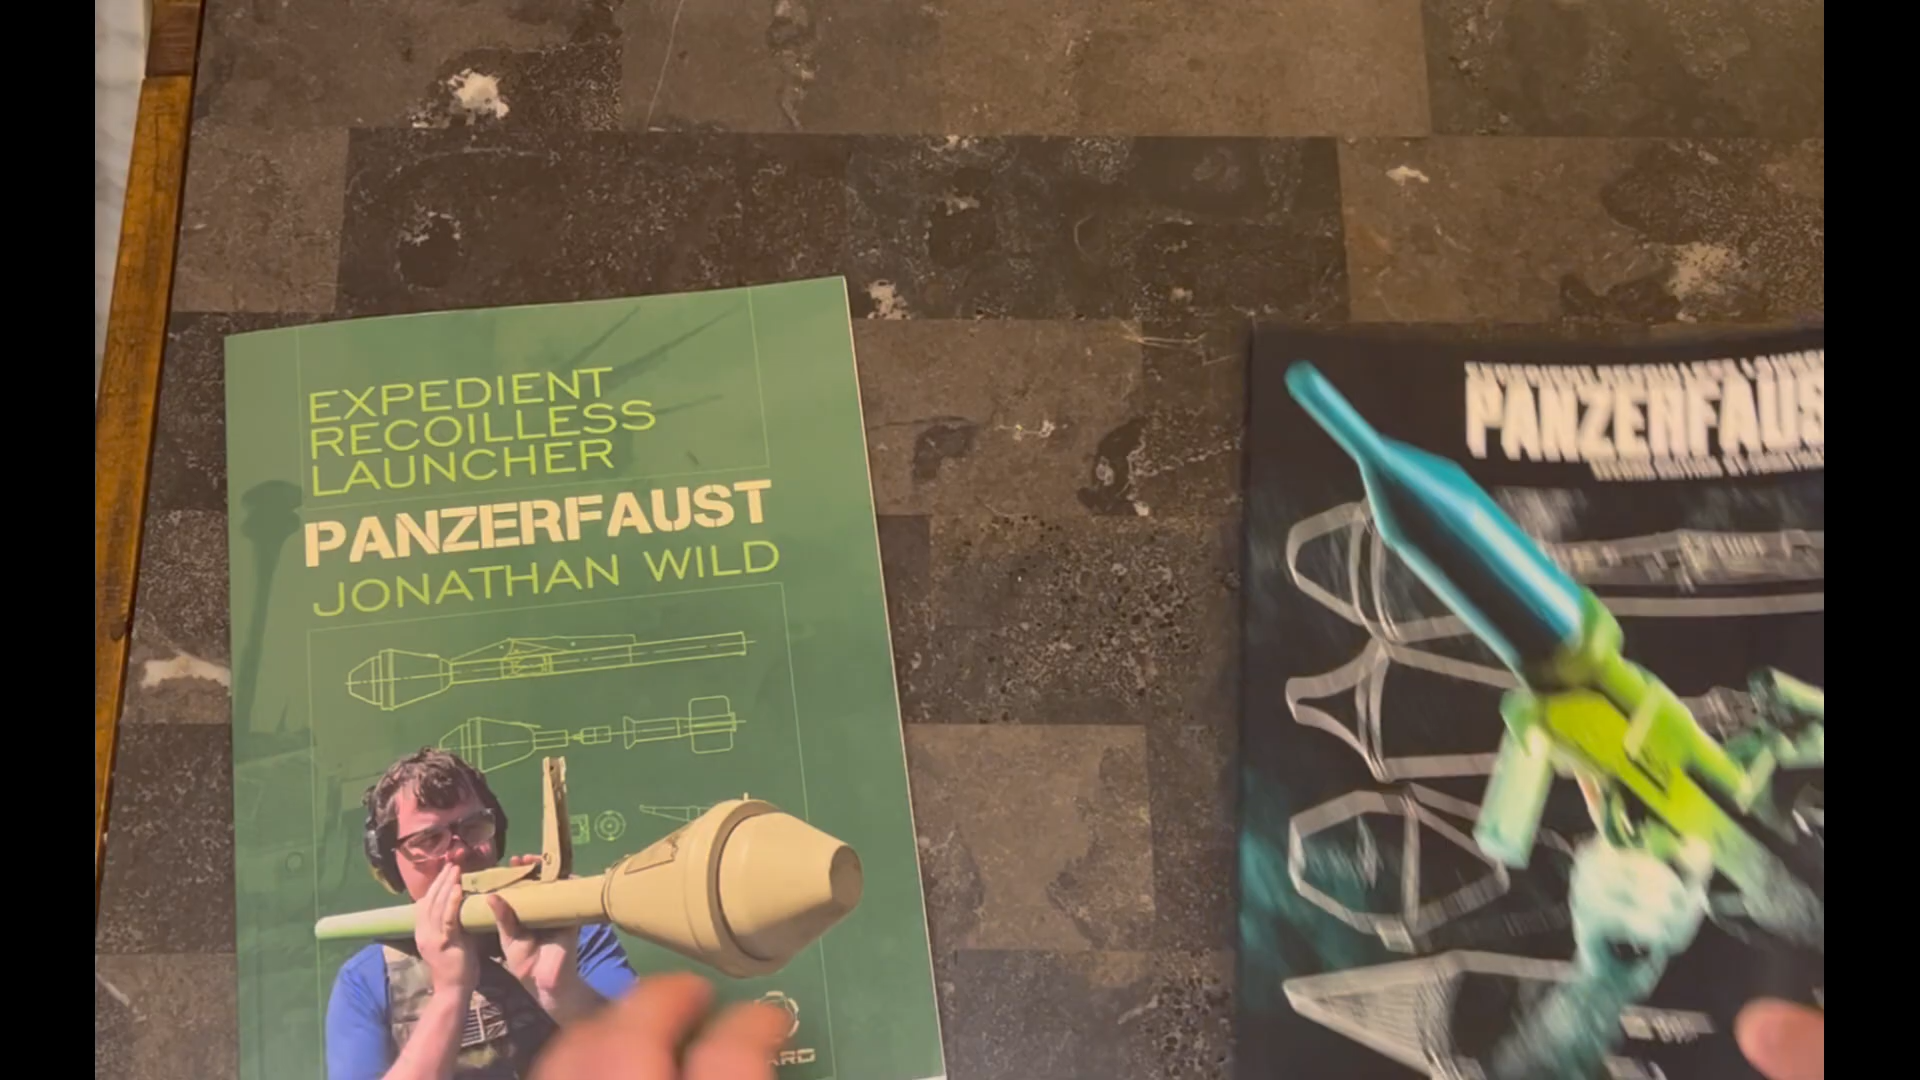 EXPEDIENT
RECOILLESS
LAUNCHER
PANZERFAUST
JONATHAN WILD
PANZERFAUS